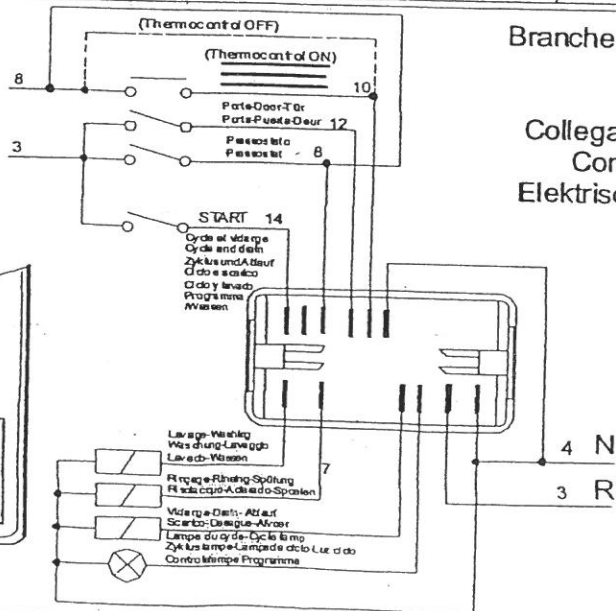 (Thermocontrol OFF)
Branche
(Thermocontrol ON)
8
10
Porte-Door-Tür
Porta-Puerta-Deur 12
Collega
3
Pressostato
Pressostat 8
Con
Elektrisc
START 14
Cycle et vidange
Cycle and drain
Zyklus und Ablauf
Ciclo e scarico
Ciclo y lavado
Programma
Wassen
Lavage-Washing
Waschung-Lavaggio
Lavado-Wassen
4 N
7
Rinçage-Rinsing-Spülung
Risciacquo-Aclarado-Spoelen
3 R
Vidange-Drain-Ablauf
Scarico-Desague-Afvoer
Lampe du cycle-Cycle lamp
Zykluslampe-Lampada ciclo Luz ciclo
Controlelampe Programma